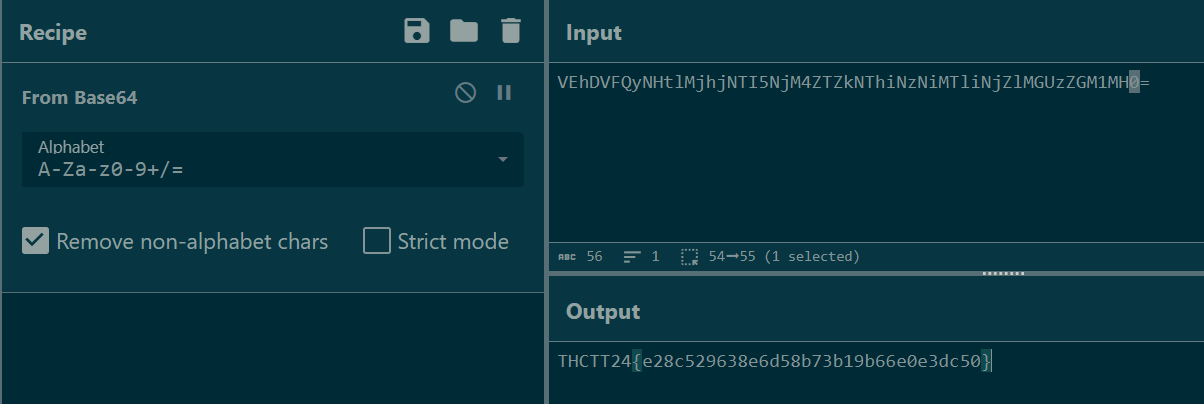 Recipe
From Base64
Alphabet
A-Za-z0-9+/=
Remove non-alphabet chars
Strict mode
Input
VEhDVFQyNHtlMjhjNTI5NjM4ZTZkNThiNzNiMTliNjZlMGUzZGM1MH0=
ABC 56
1
54→55 (1 selected)
Output
THCTT24{e28c529638e6d58b73b19b66e0e3dc50}